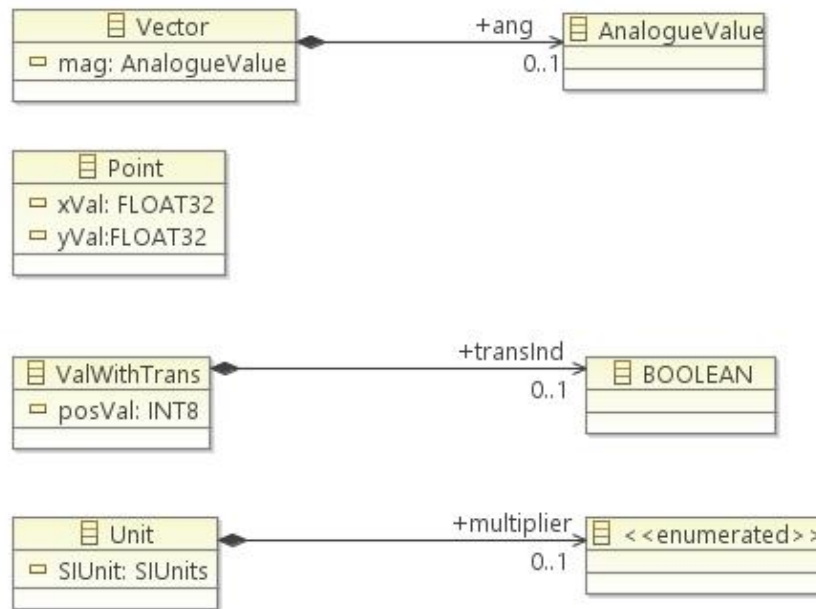 Vector
mag: AnalogueValue
+ang
0..1
AnalogueValue
Point
xVal: FLOAT32
yVal:FLOAT32
ValWithTrans
posVal: INT8
+transInd
0..1
BOOLEAN
Unit
SIUnit: SIUnits
+multiplier
0..1
<<enumerated>>